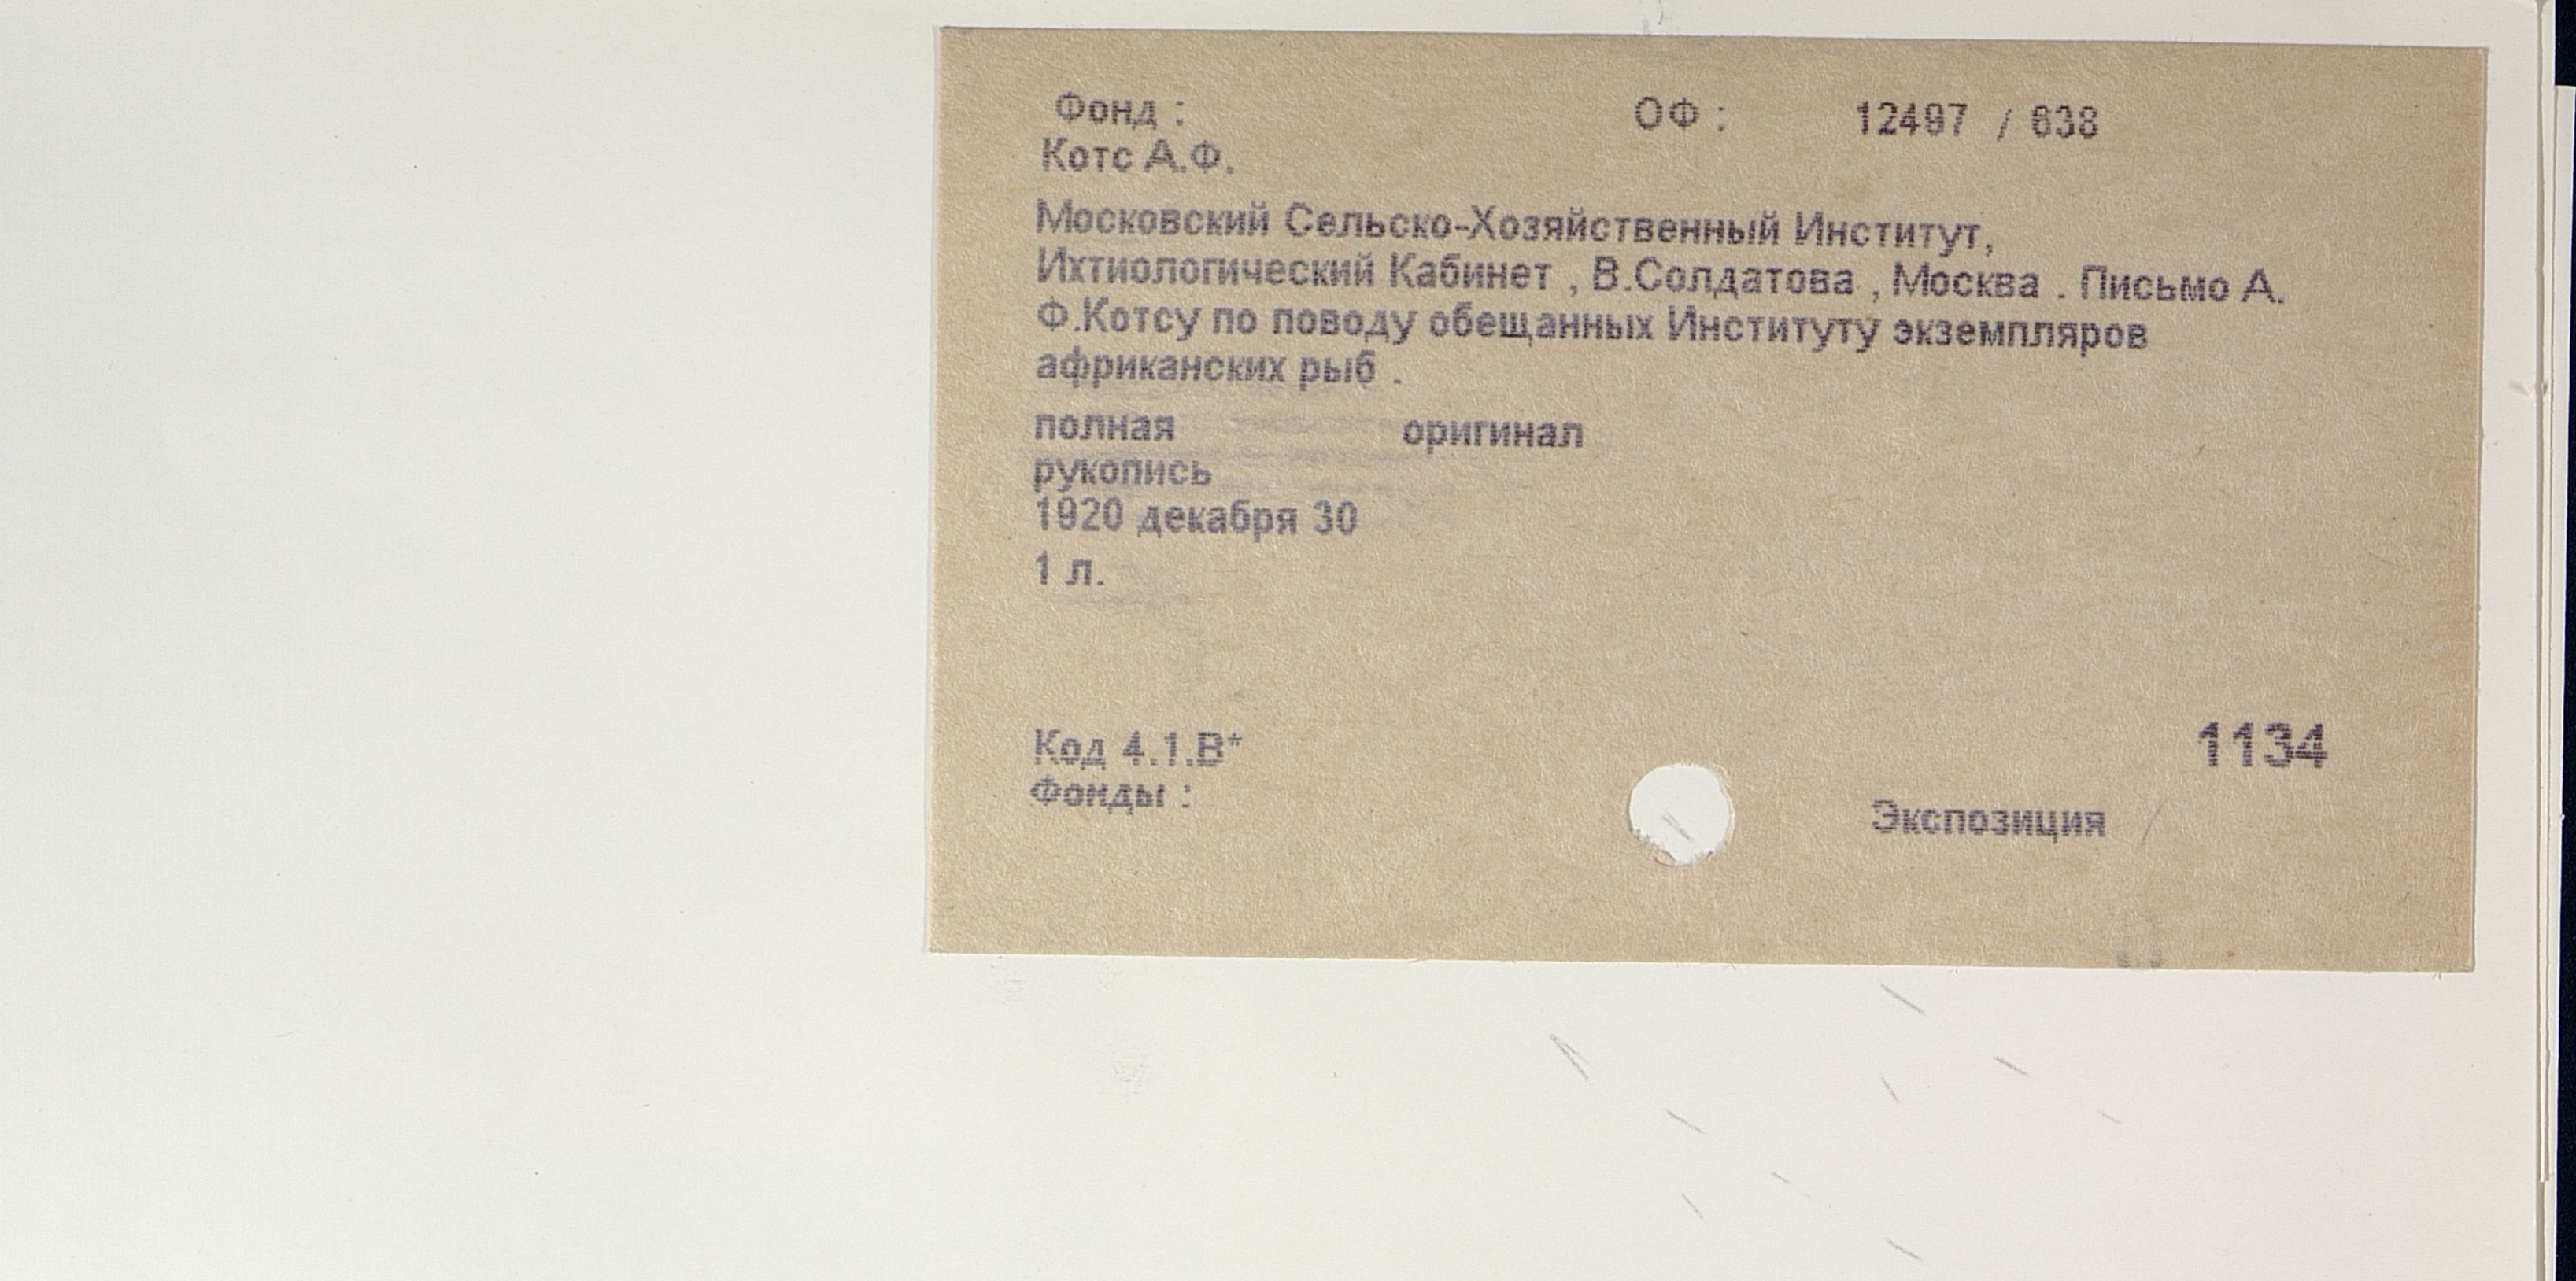 Фонд : ОФ : 12497 / 638
Котс А.Ф.
Московский Сельско-Хозяйственный Институт,
Ихтиологический Кабинет , В.Солдатова , Москва . Письмо А.
Ф.Котсу по поводу обещанных Институту экземпляров
африканских рыб .
полная оригинал
рукопись
1920 декабря 30
1 л.
Код 4.1.В* 1134
Фонды : Экспозиция